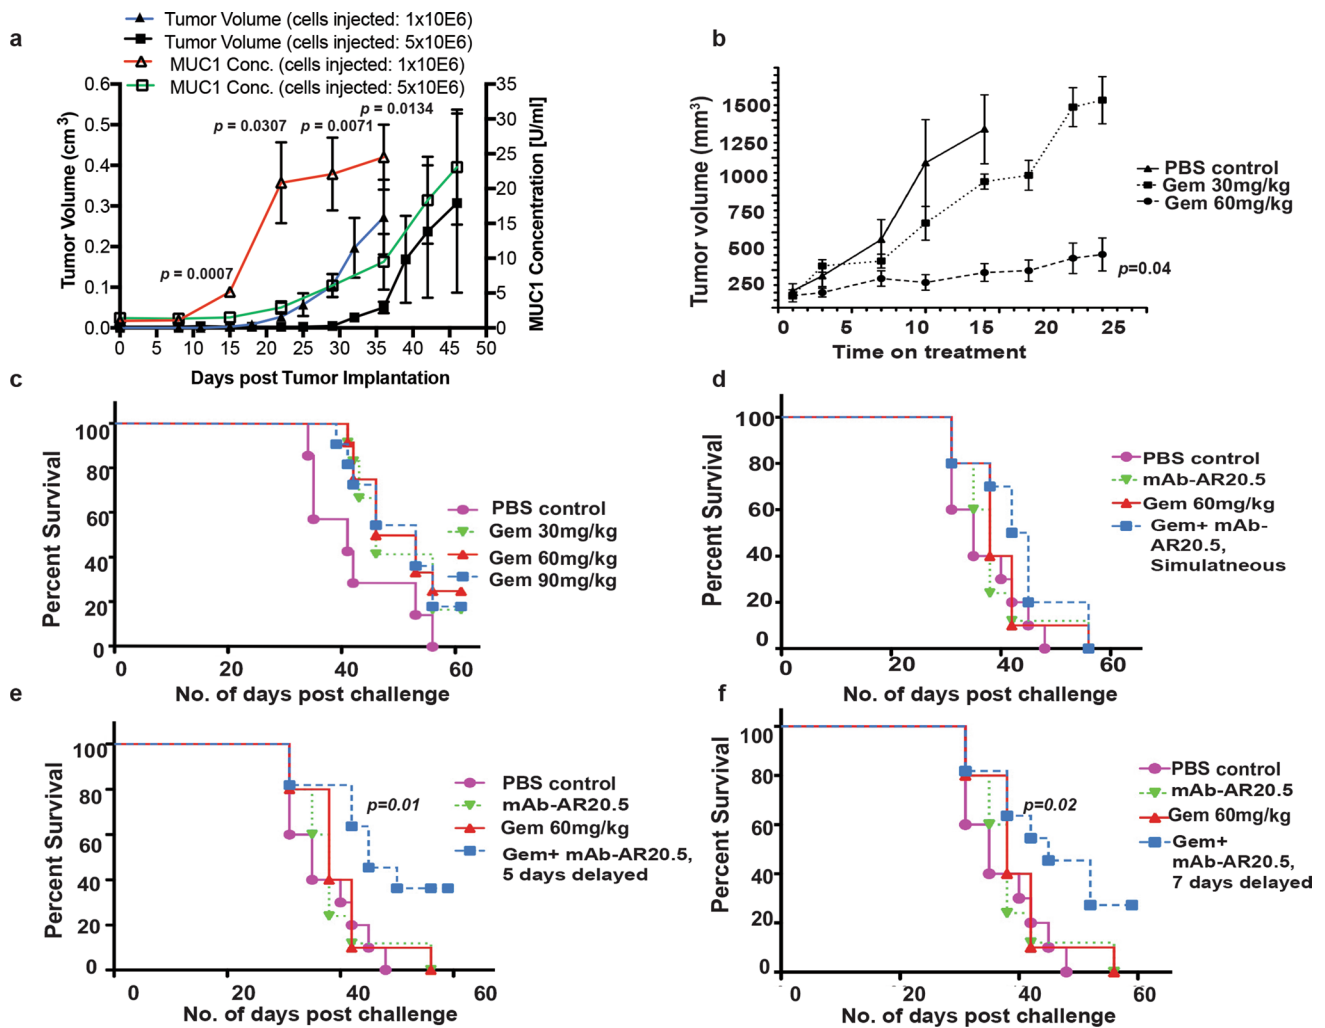 a
Tumor Volume (cells injected: 1x10E6)
Tumor Volume (cells injected: 5x10E6)
MUC1 Conc. (cells injected: 1x10E6)
MUC1 Conc. (cells injected: 5x10E6)
0.6
0.5
0.4
0.3
0.2
0.1
0.0
Tumor Volume (cm³)
35
30
25
20
15
10
5
0
MUC1 Concentration [U/ml]
p = 0.0134
p = 0.0307
p = 0.0071
p = 0.0007
0 5 10 15 20 25 30 35 40 45 50
Days post Tumor Implantation
b
1500
1250
1000
750
500
250
Tumor volume (mm³)
PBS control
Gem 30mg/kg
Gem 60mg/kg
p=0.04
5 10 15 20 24
Time on treatment
c
100
80
60
40
20
0
Percent Survival
PBS control
Gem 30mg/kg
Gem 60mg/kg
Gem 90mg/kg
0 20 40 60
No. of days post challenge
d
100
80
60
40
20
0
Percent Survival
PBS control
mAb-AR20.5
Gem 60mg/kg
Gem+ mAb-
AR20.5,
Simulatneous
0 20 40 60
No. of days post challenge
e
100
80
60
40
20
0
Percent Survival
p=0.01
PBS control
mAb-AR20.5
Gem 60mg/kg
Gem+ mAb-AR20.5,
5 days delayed
0 20 40 60
No. of days post challenge
f
100
80
60
40
20
0
Percent Survival
p=0.02
PBS control
mAb-AR20.5
Gem 60mg/kg
Gem+
mAb-AR20.5,
7 days delayed
0 20 40 60
No. of days post challenge